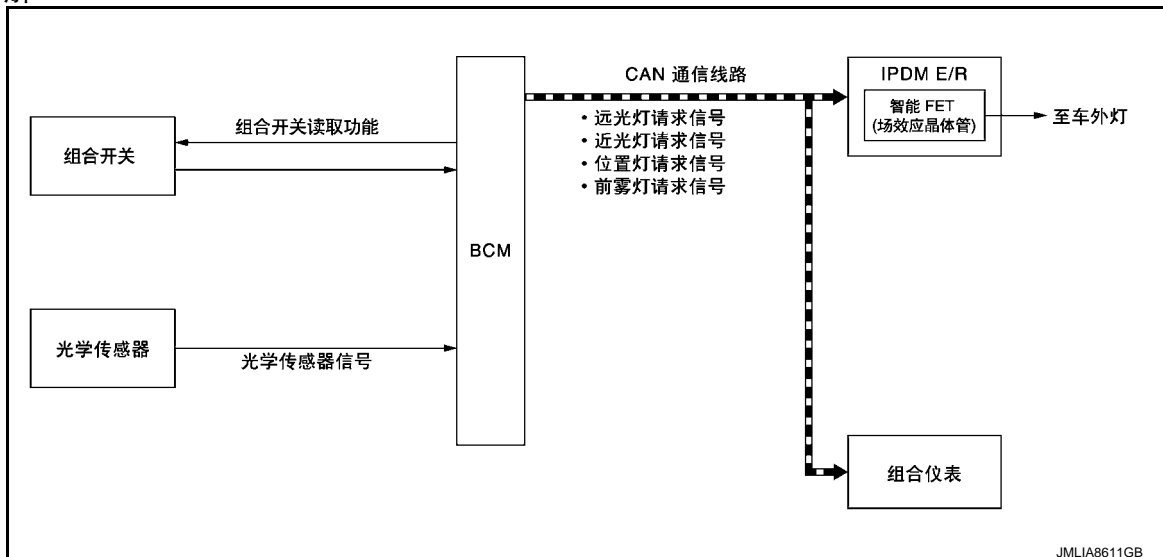 CAN 通信线路
IPDM E/R
智能 FET
(场效应晶体管)
至车外灯
组合开关读取功能
组合开关
• 远光灯请求信号
• 近光灯请求信号
• 位置灯请求信号
• 前雾灯请求信号
BCM
光学传感器
光学传感器信号
组合仪表
JMLIA8611GB